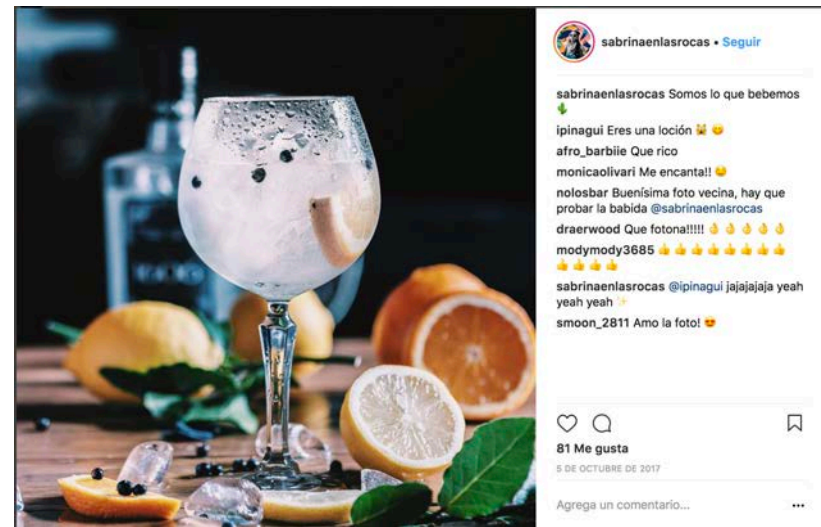 sabrinaenlasrocas • Seguir
sabrinaenlasrocas Somos lo que bebemos
🌵
ipinagui Eres una loción 😹 😋
afro_barbiie Que rico
monicaolivari Me encanta!! 😋
nolosbar Buenísima foto vecina, hay que
probar la babida @sabrinaenlasrocas
draerwood Que fotona!!!!! 👌👌👌👌👌
modymody3685 👍👍👍👍👍👍👍👍
👍👍👍👍
sabrinaenlasrocas @ipinagui jajajajaja yeah
yeah yeah ✨
smoon_2811 Amo la foto! 😍
81 Me gusta
5 DE OCTUBRE DE 2017
Agrega un comentario...